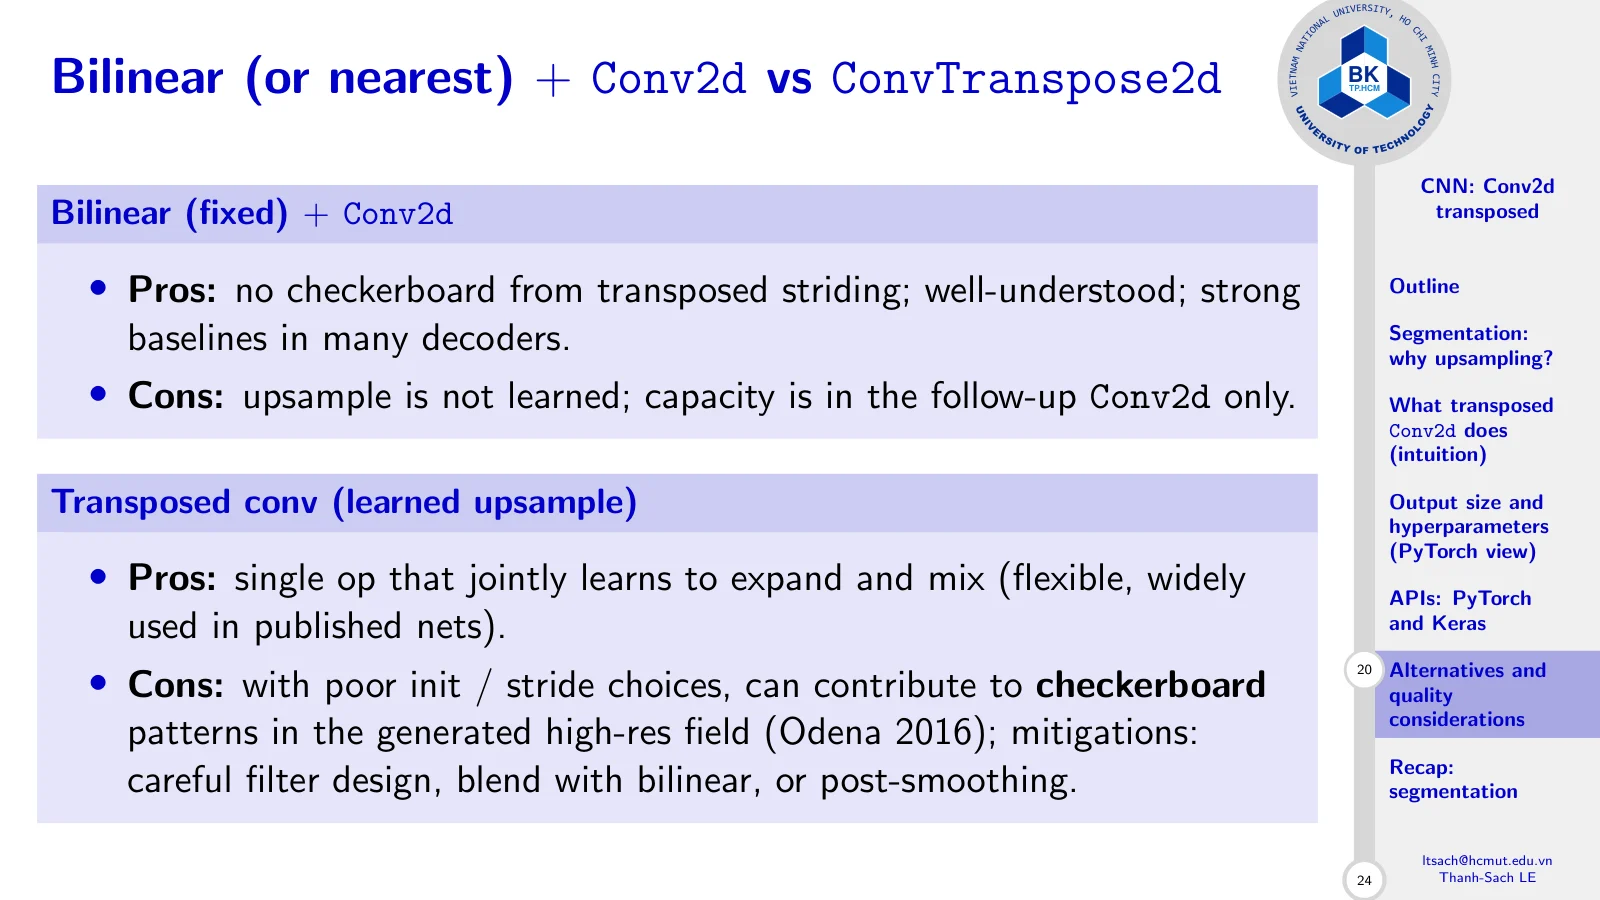 Bilinear (or nearest) + Conv2d vs ConvTranspose2d
Bilinear (fixed) + Conv2d
• Pros: no checkerboard from transposed striding; well-understood; strong
baselines in many decoders.
• Cons: upsample is not learned; capacity is in the follow-up Conv2d only.
Transposed conv (learned upsample)
• Pros: single op that jointly learns to expand and mix (flexible, widely
used in published nets).
• Cons: with poor init / stride choices, can contribute to checkerboard
patterns in the generated high-res field (Odena 2016); mitigations:
careful filter design, blend with bilinear, or post-smoothing.
VIETNAM NATIONAL UNIVERSITY, HO CHI MINH CITY
BK
TP.HCM
UNIVERSITY OF TECHNOLOGY
CNN: Conv2d
transposed
Outline
Segmentation:
why upsampling?
What transposed
Conv2d does
(intuition)
Output size and
hyperparameters
(PyTorch view)
APIs: PyTorch
and Keras
20
Alternatives and
quality
considerations
Recap:
segmentation
24
ltsach@hcmut.edu.vn
Thanh-Sach LE